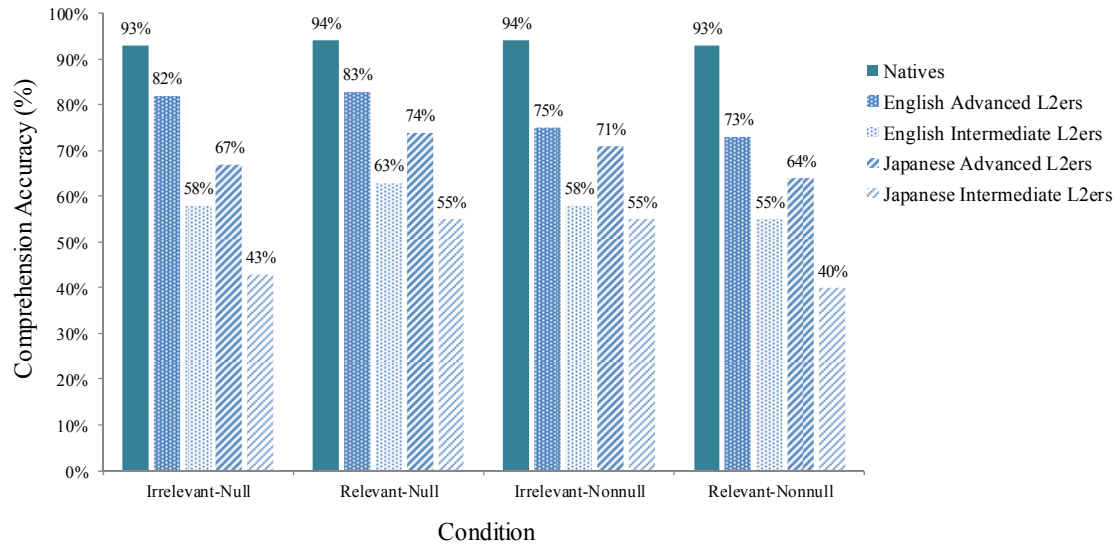 Comprehension Accuracy (%)
100%
90%
80%
70%
60%
50%
40%
30%
20%
10%
0%
93%
82%
58%
67%
43%
94%
83%
63%
74%
55%
94%
75%
58%
71%
55%
93%
73%
55%
64%
40%
Irrelevant-Null
Relevant-Null
Irrelevant-Nonnull
Relevant-Nonnull
Condition
Natives
English Advanced L2ers
English Intermediate L2ers
Japanese Advanced L2ers
Japanese Intermediate L2ers